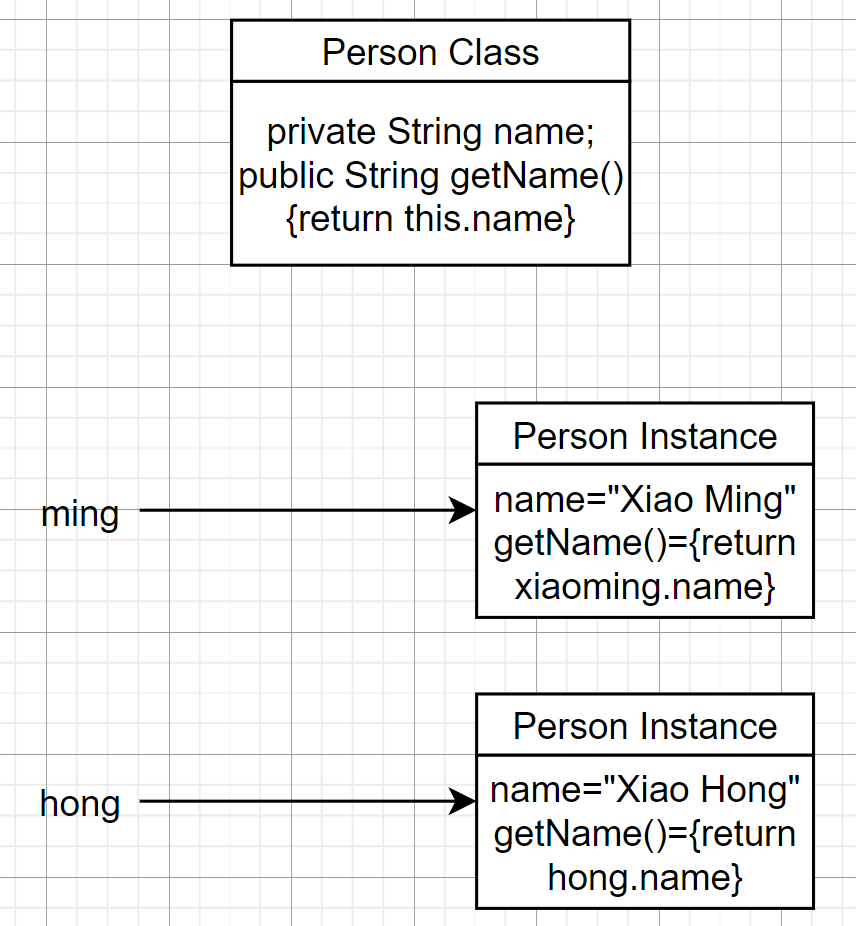 Person Class
private String name;
public String getName()
{return this.name}
Person Instance
ming
name="Xiao Ming"
getName()={return
xiaoming.name}
Person Instance
hong
name="Xiao Hong"
getName()={return
hong.name}